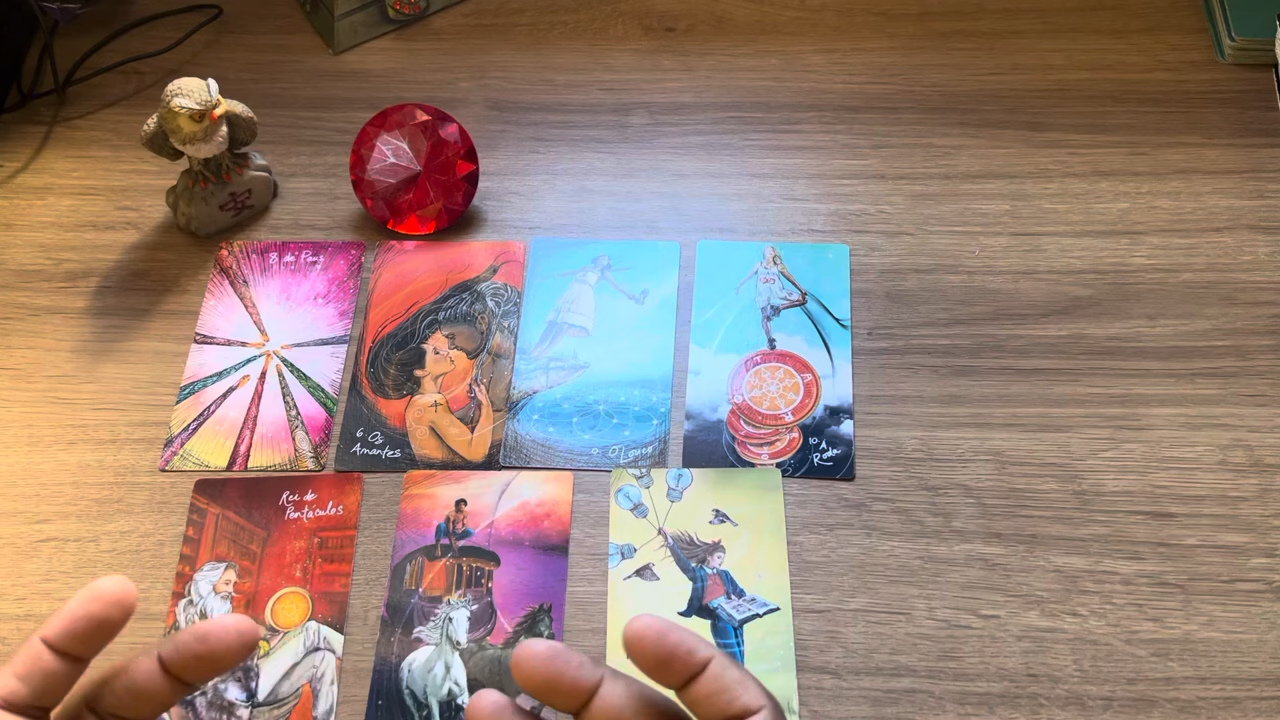 8 de Paus
6. Os
Amantes
0. O Louco
10. A
Roda
Rei de
Pentáculos